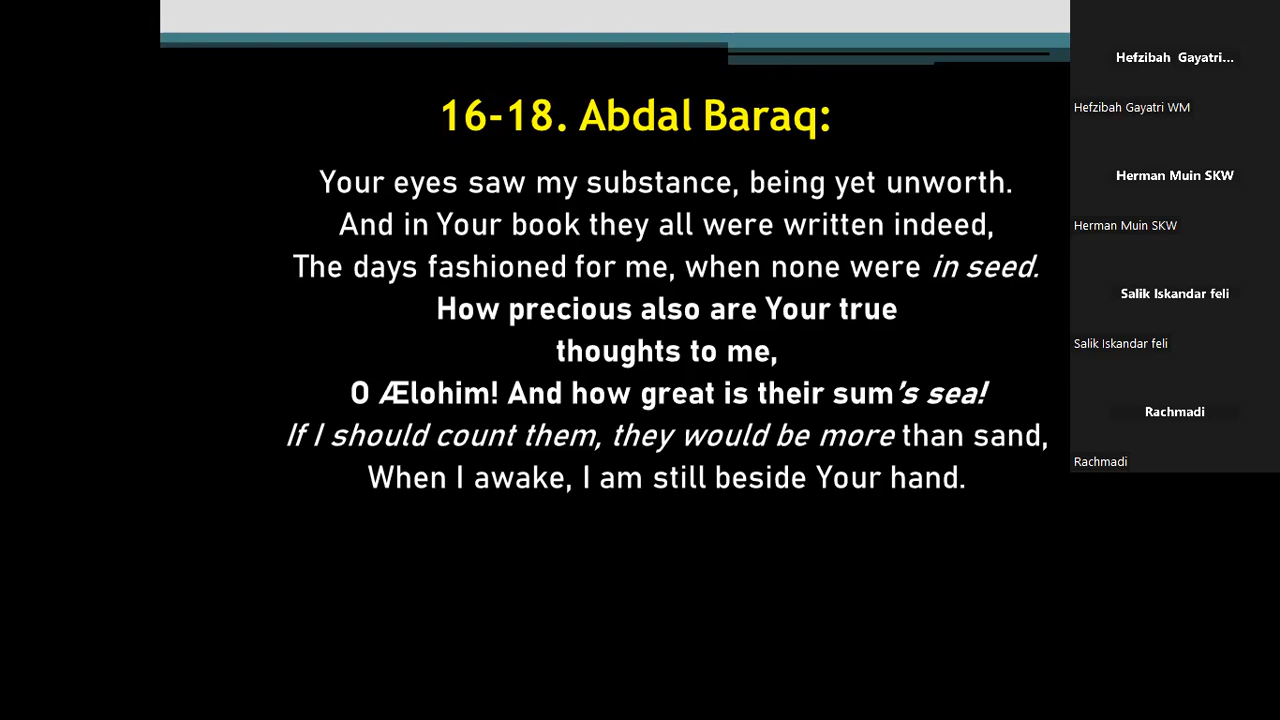 16-18. Abdal Baraq:
Your eyes saw my substance, being yet unworth.
And in Your book they all were written indeed,
The days fashioned for me, when none were in seed.
How precious also are Your true
thoughts to me,
O Ælohim! And how great is their sum's sea!
If I should count them, they would be more than sand,
When I awake, I am still beside Your hand.
Hefzibah Gayatri...
Hefzibah Gayatri WM
Herman Muin SKW
Herman Muin SKW
Salik Iskandar feli
Salik Iskandar feli
Rachmadi
Rachmadi